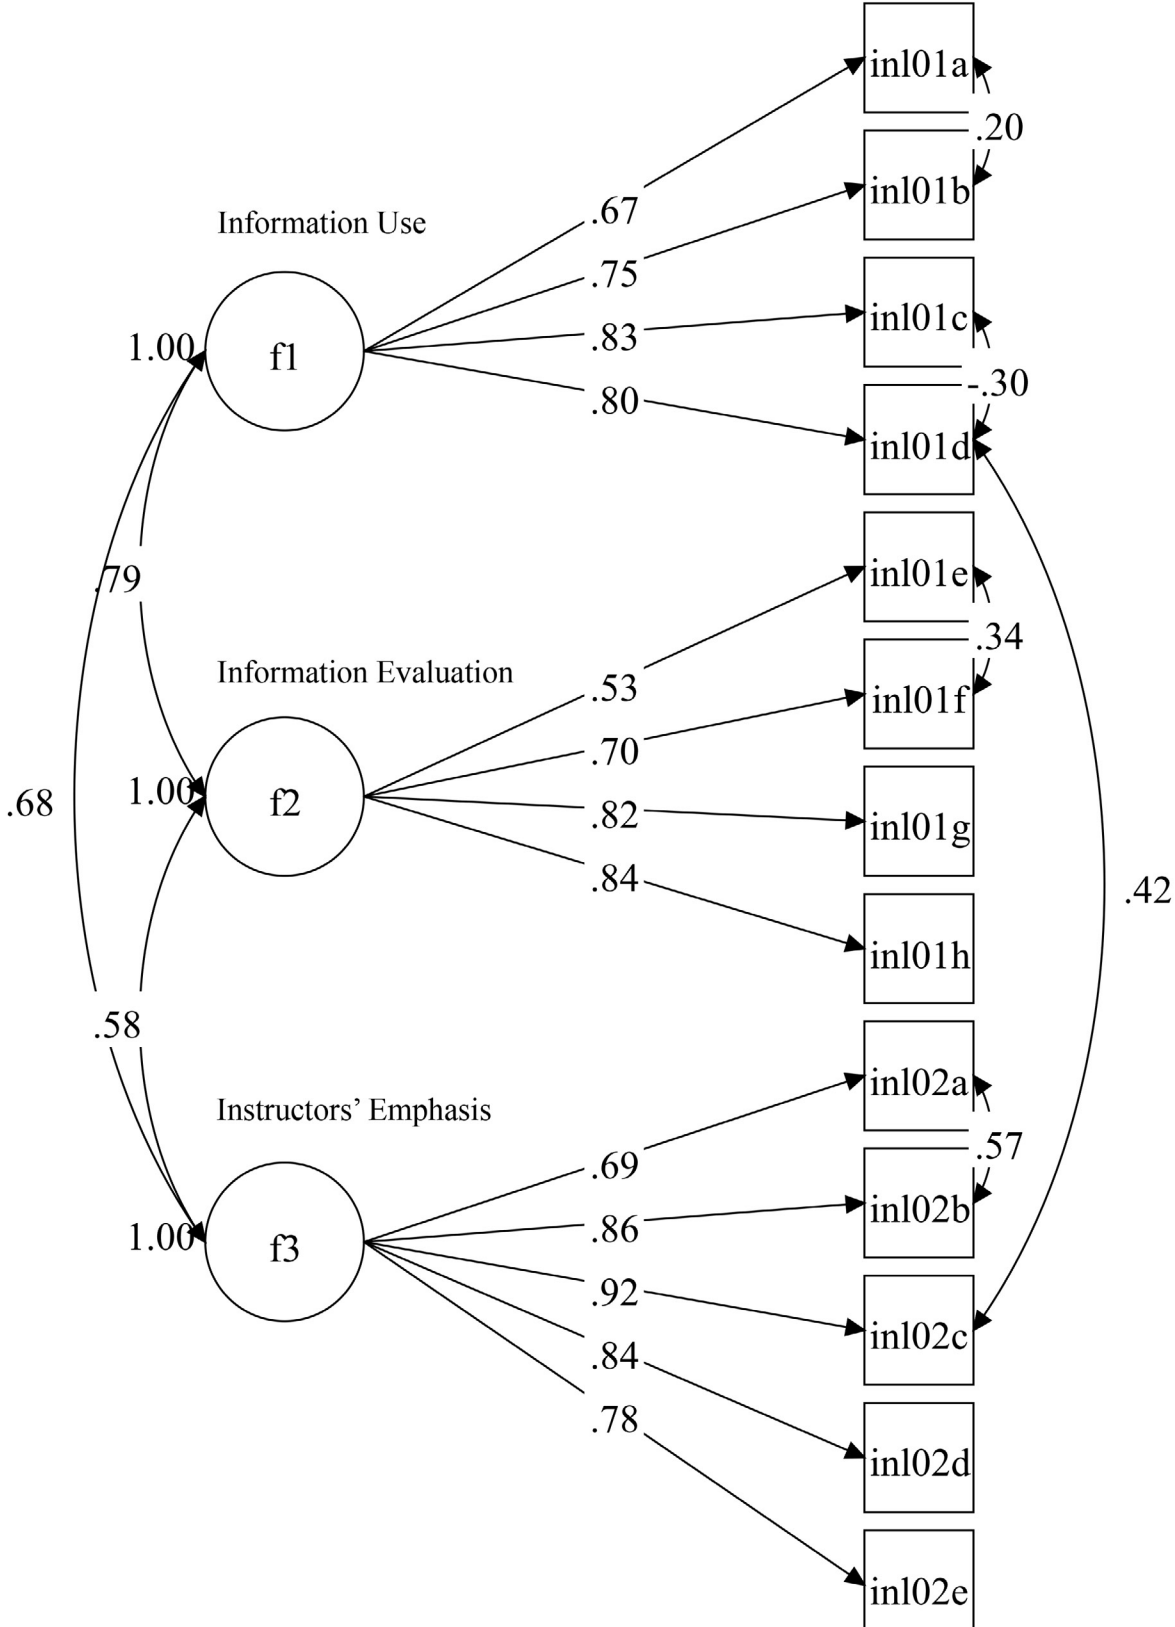 inl01a
.20
inl01b
.67
Information Use
.75
inl01c
1.00
f1
.83
-.30
.80
inl01d
inl01e
.79
.34
Information Evaluation
.53
inl01f
.70
1.00
f2
.68
.82
inl01g
.84
.42
inl01h
.58
inl02a
Instructors’ Emphasis
.57
.69
inl02b
1.00
f3
.86
.92
inl02c
.84
.78
inl02d
inl02e